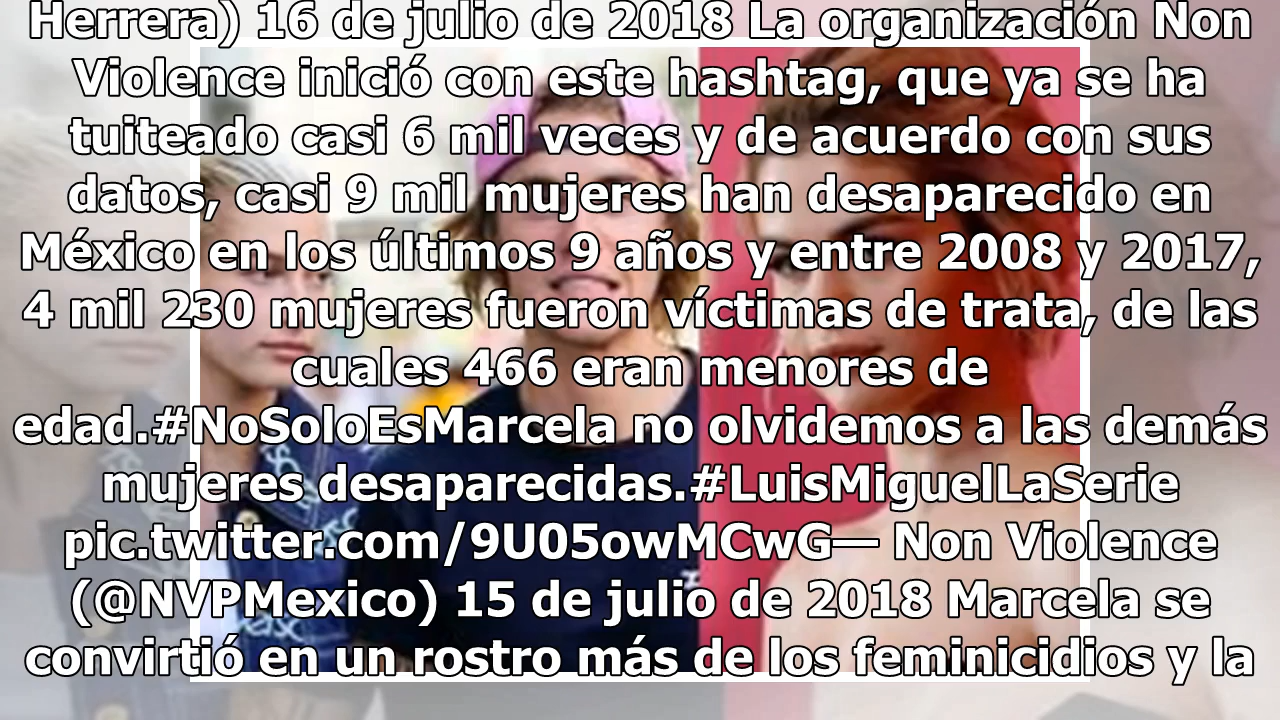 Herrera) 16 de julio de 2018 La organización Non
Violence inició con este hashtag, que ya se ha
tuiteado casi 6 mil veces y de acuerdo con sus
datos, casi 9 mil mujeres han desaparecido en
México en los últimos 9 años y entre 2008 y 2017,
4 mil 230 mujeres fueron víctimas de trata, de las
cuales 466 eran menores de
edad.#NoSoloEsMarcela no olvidemos a las demás
mujeres desaparecidas.#LuisMiguelLaSerie
pic.twitter.com/9U05owMCwG— Non Violence
(@NVPMexico) 15 de julio de 2018 Marcela se
convirtió en un rostro más de los feminicidios y la